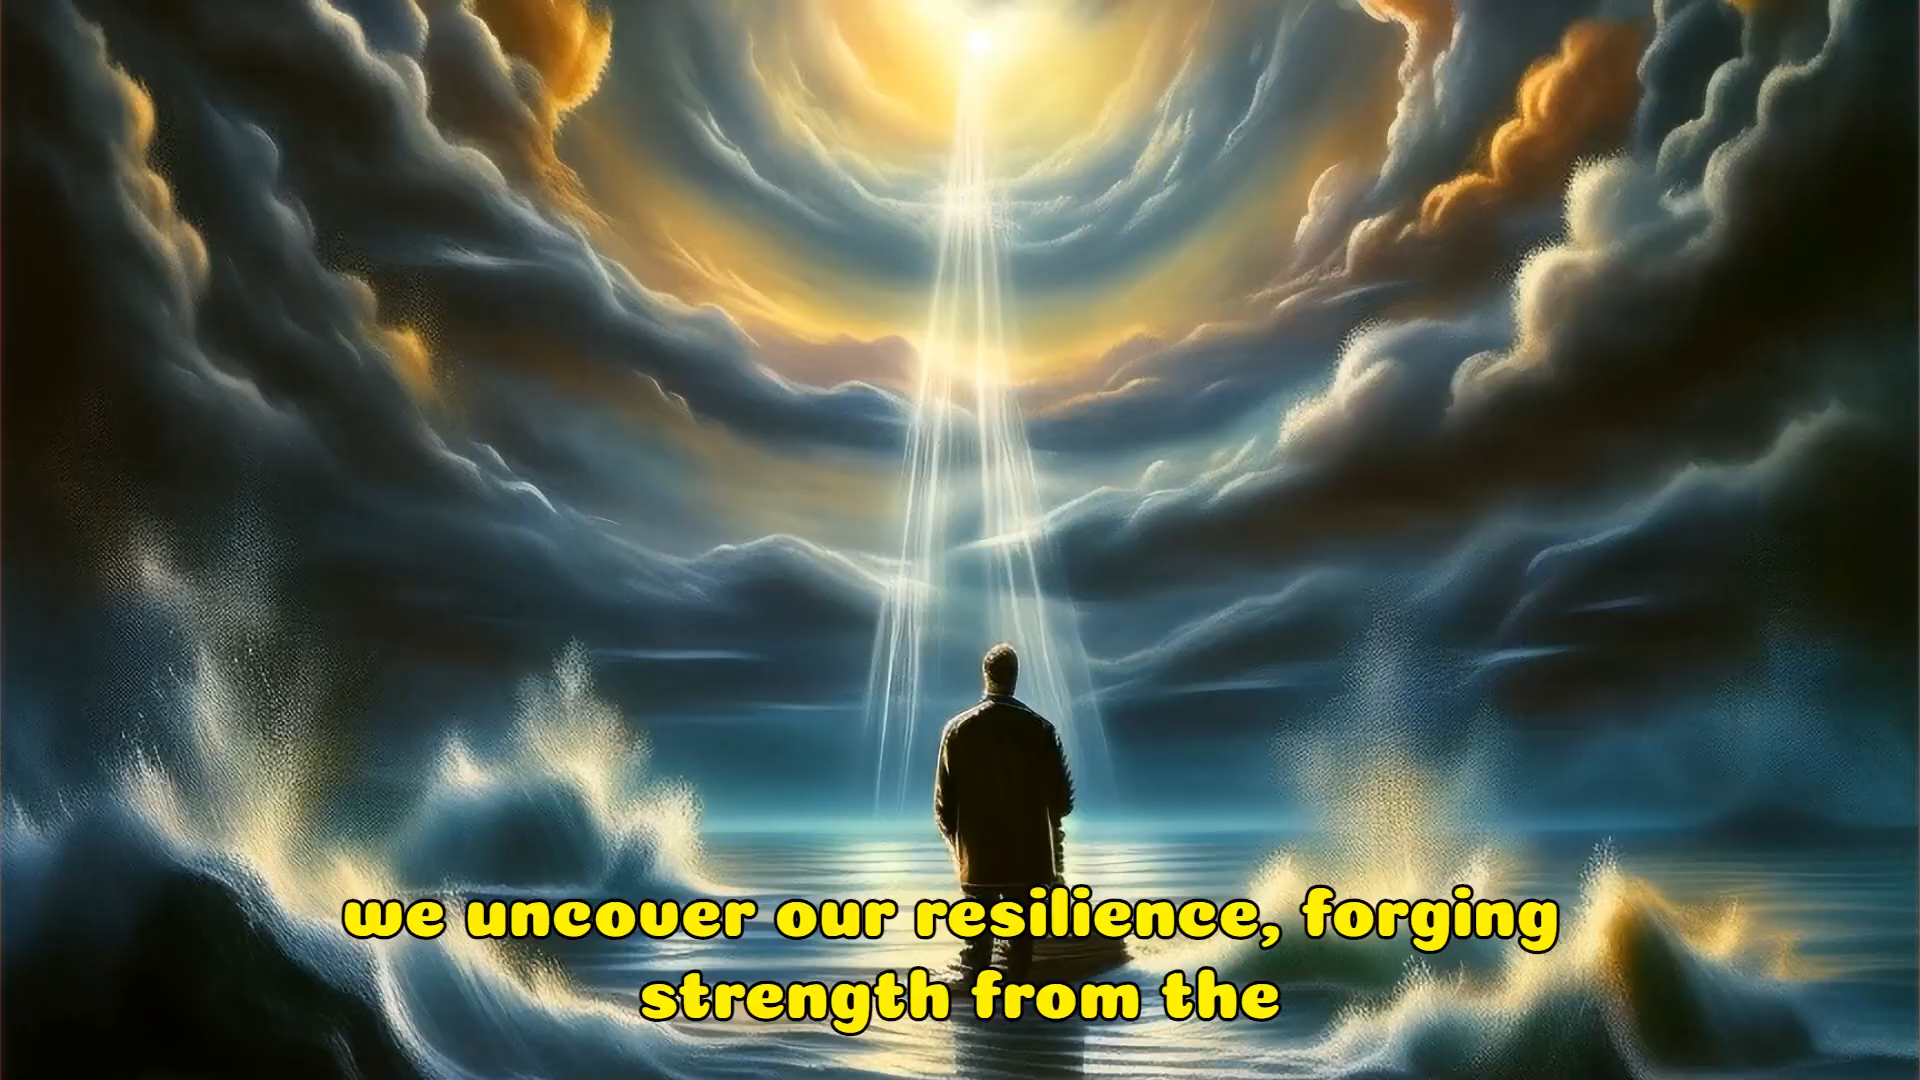 we uncover our resilience, forging
strength from the